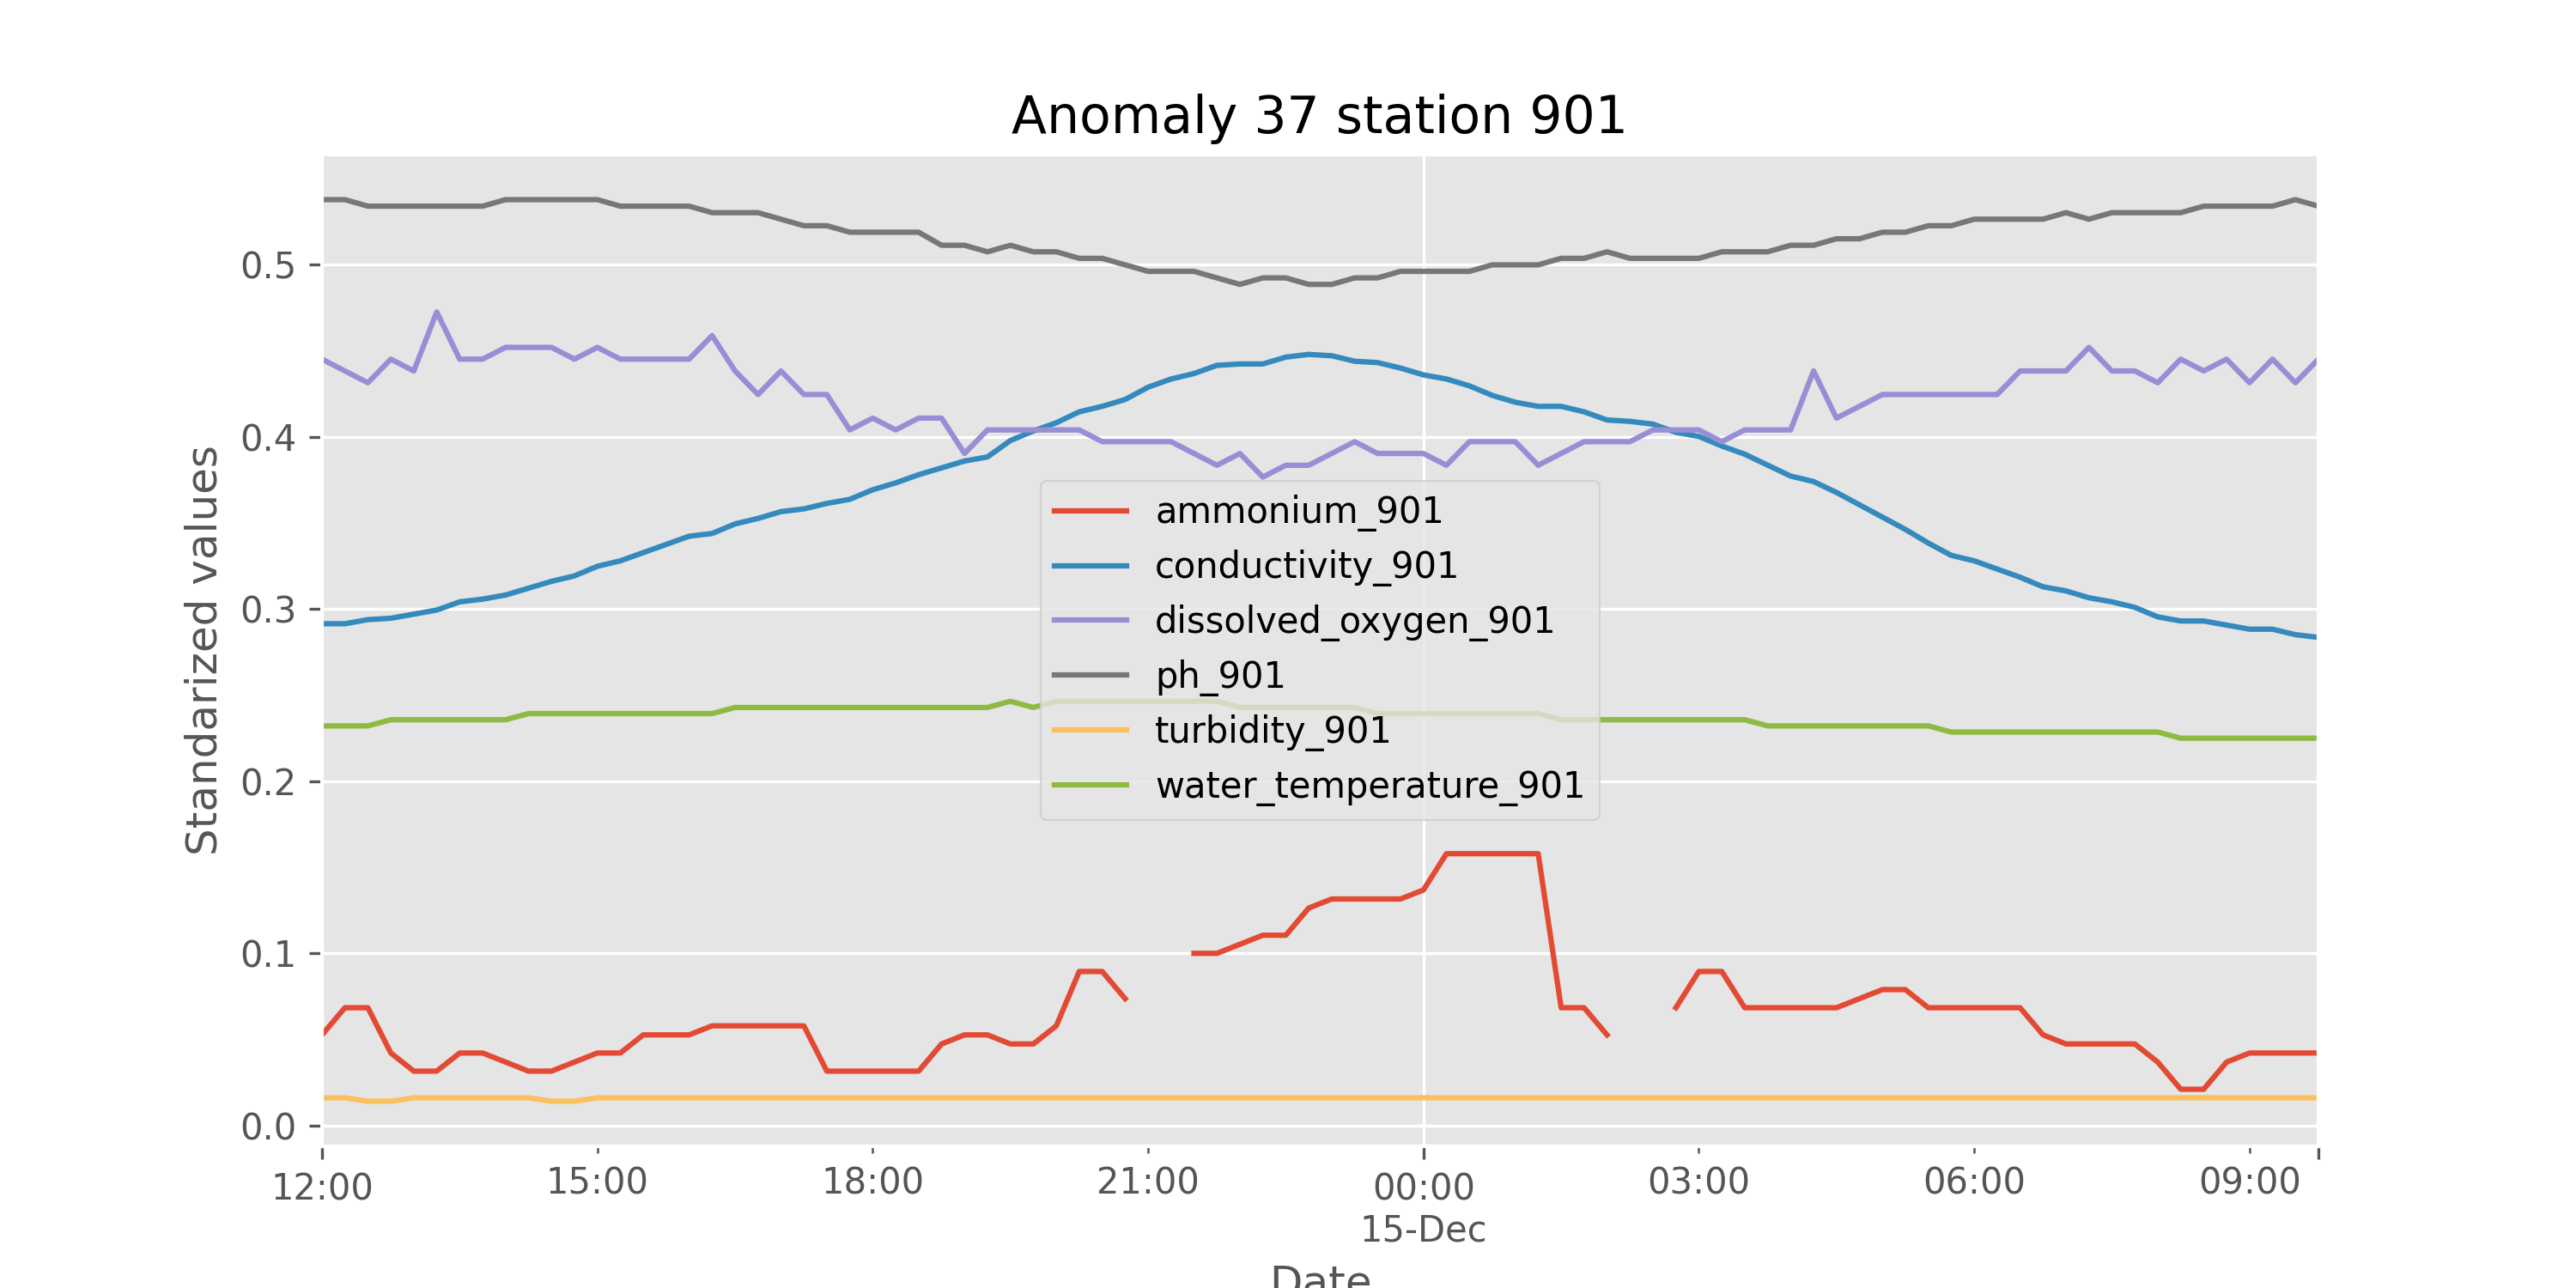 Anomaly 37 station 901
Standarized values
0.5
0.4
0.3
0.2
0.1
0.0
ammonium_901
conductivity_901
dissolved_oxygen_901
ph_901
turbidity_901
water_temperature_901
12:00 15:00 18:00 21:00 00:00 03:00 06:00 09:00
15-Dec
Date